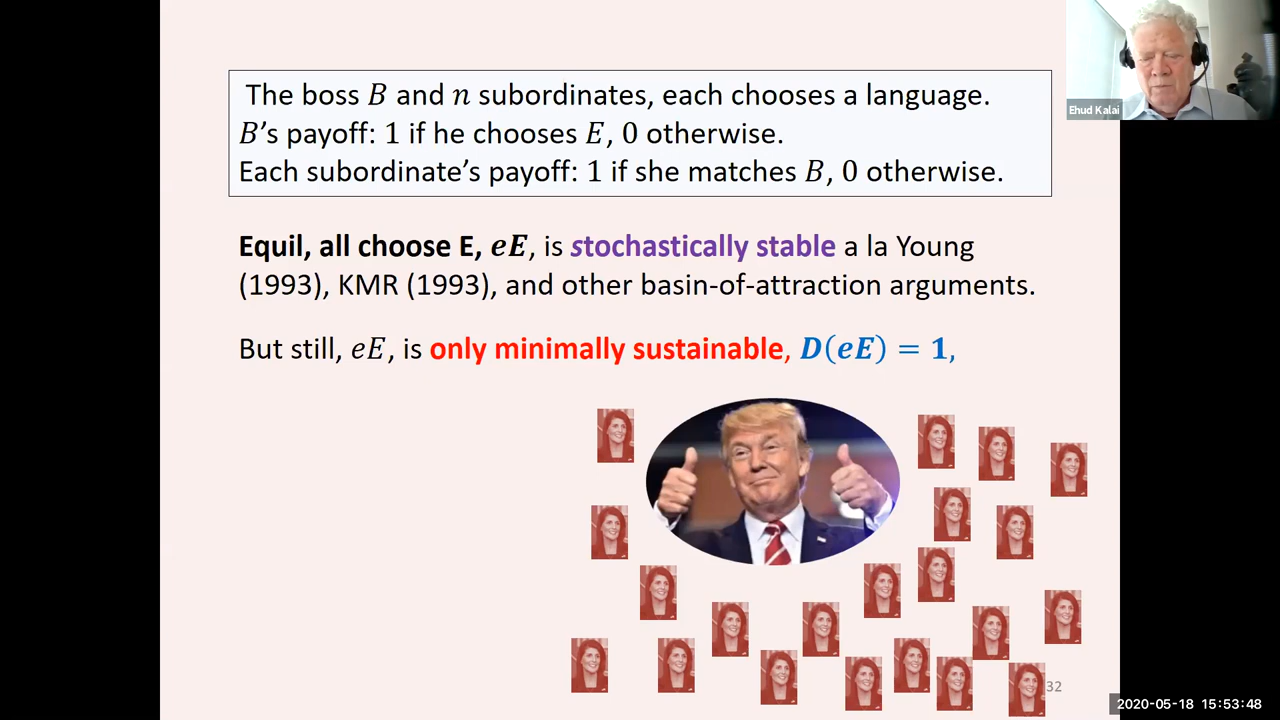 The boss B and n subordinates, each chooses a language.
B's payoff: 1 if he chooses E, 0 otherwise.
Each subordinate's payoff: 1 if she matches B, 0 otherwise.
Ehud Kalai
Equil, all choose E, eE, is stochastically stable a la Young
(1993), KMR (1993), and other basin-of-attraction arguments.
But still, eE, is only minimally sustainable, D(eE) = 1,
32
2020-05-18 15:53:48